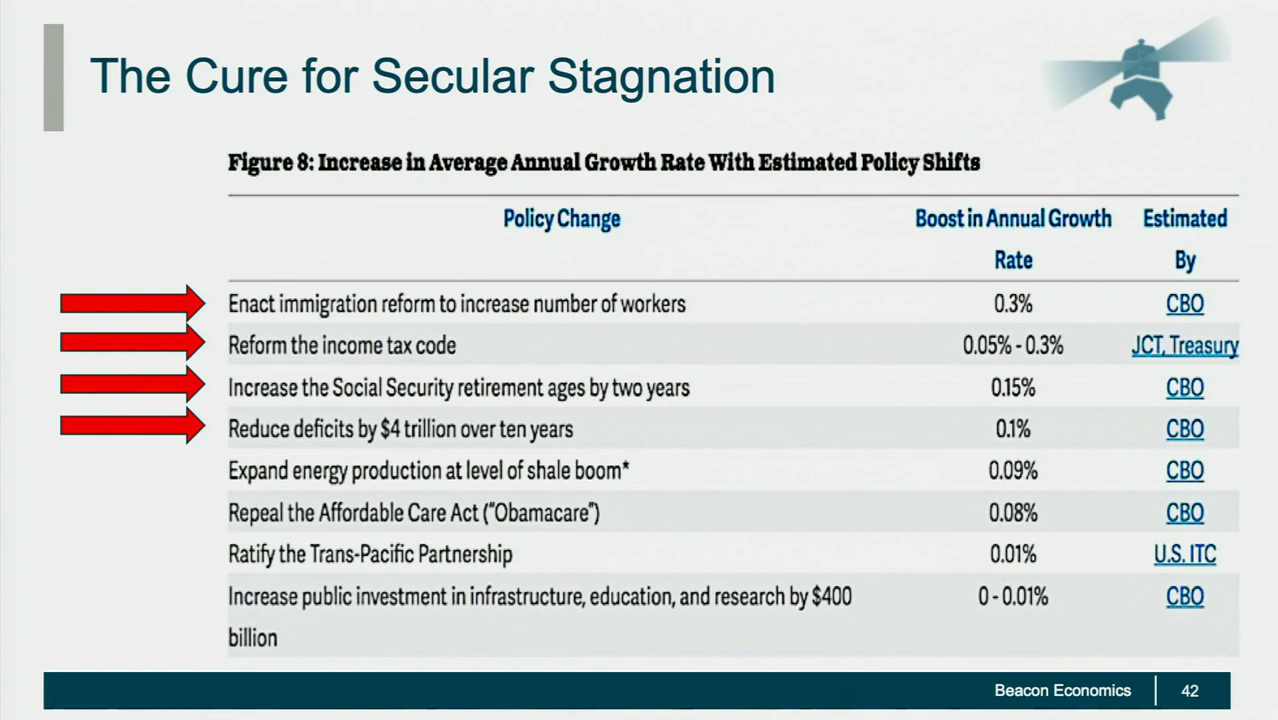 The Cure for Secular Stagnation
Figure 8: Increase in Average Annual Growth Rate With Estimated Policy Shifts
Policy Change Boost in Annual Growth Rate Estimated By
Enact immigration reform to increase number of workers 0.3% CBO
Reform the income tax code 0.05% - 0.3% JCT, Treasury
Increase the Social Security retirement ages by two years 0.15% CBO
Reduce deficits by $4 trillion over ten years 0.1% CBO
Expand energy production at level of shale boom* 0.09% CBO
Repeal the Affordable Care Act ("Obamacare") 0.08% CBO
Ratify the Trans-Pacific Partnership 0.01% U.S. ITC
Increase public investment in infrastructure, education, and research by $400 0 - 0.01% CBO
billion
Beacon Economics 42